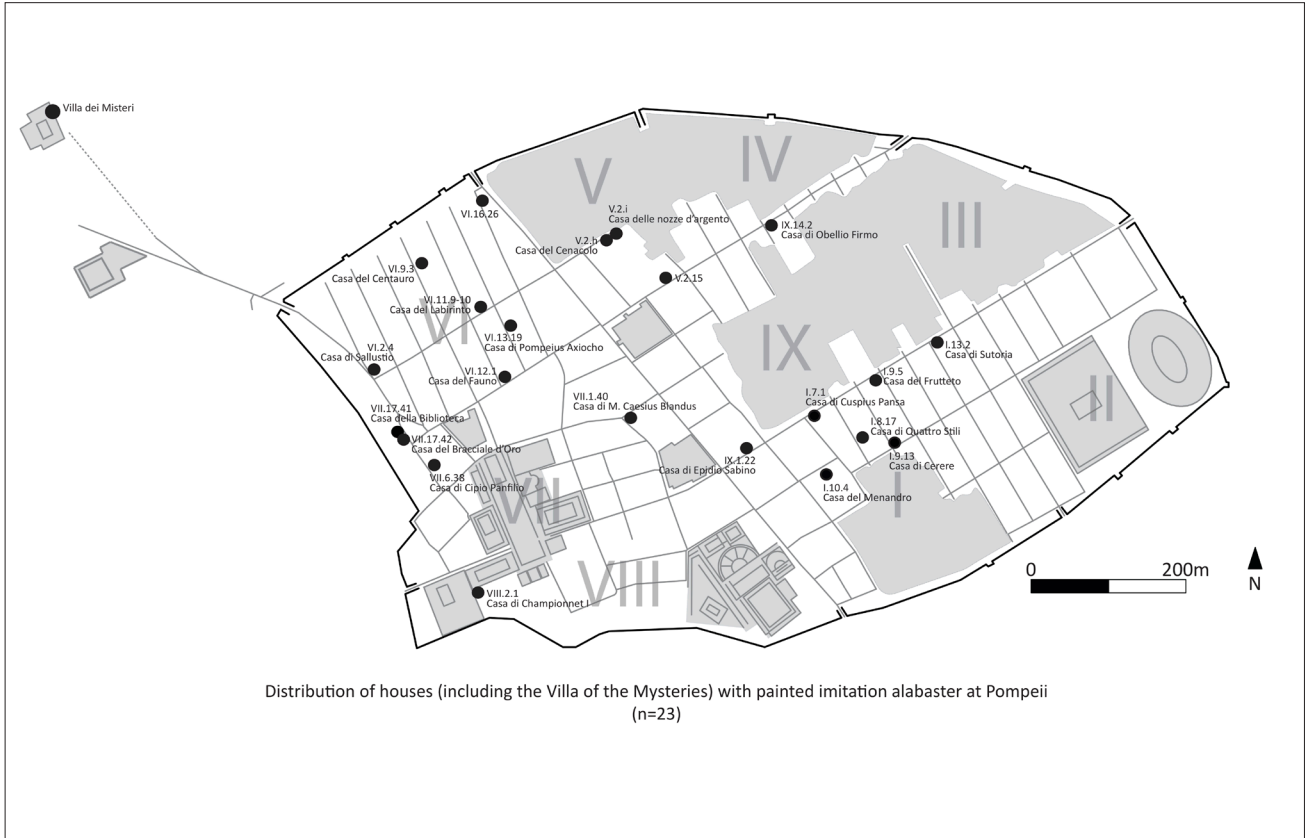 Villa dei Misteri
V
IV
III
VI.16.26
V.2.i
Casa delle nozze d'argento
V.2.h
Casa del Cenacolo
IX.14.2
Casa di Obellio Firmo
VI.9.3
Casa del Centauro
V.2.15
VI.11.9-10
Casa del Labirinto
VI
VI.13.19
Casa di Pompeius Axiocho
IX
VI.2.4
Casa di Sallustio
VI.12.1
Casa del Fauno
I.13.2
Casa di Sutoria
I.9.5
Casa del Frutteto
II
VII.1.40
Casa di M. Caesius Blandus
I.7.1
Casa di Cuspius Pansa
VII.17.41
Casa della Biblioteca
VII.17.42
Casa del Bracciale d'Oro
I.8.17
Casa di Quattro Stili
IX.1.22
Casa di Epidio Sabino
I.9.13
Casa di Cerere
VII.6.38
Casa di Cipio Panfilio
I.10.4
Casa del Menandro
I
VII
VIII
VIII.2.1
Casa di Championnet I
0 200m
N
Distribution of houses (including the Villa of the Mysteries) with painted imitation alabaster at Pompeii
(n=23)